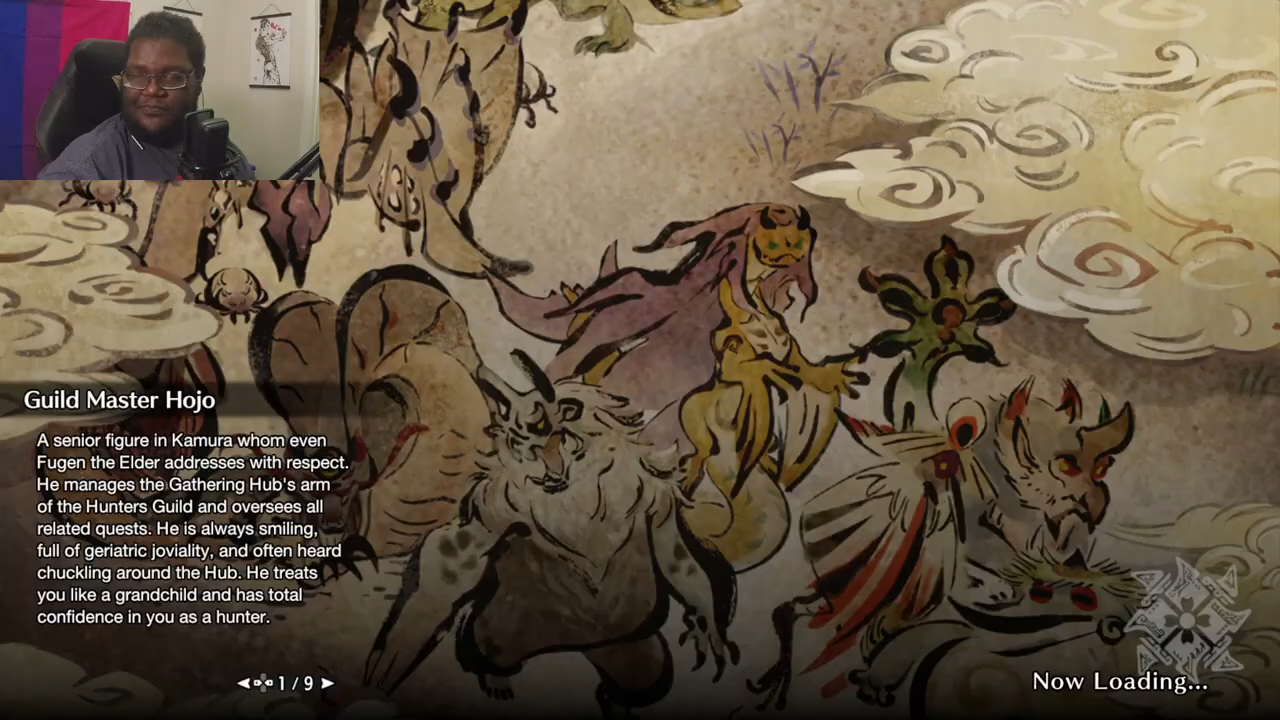 Guild Master Hojo
A senior figure in Kamura whom even
Fugen the Elder addresses with respect.
He manages the Gathering Hub's arm
of the Hunters Guild and oversees all
related quests. He is always smiling,
full of geriatric joviality, and often heard
chuckling around the Hub. He treats
you like a grandchild and has total
confidence in you as a hunter.
1 / 9
Now Loading...